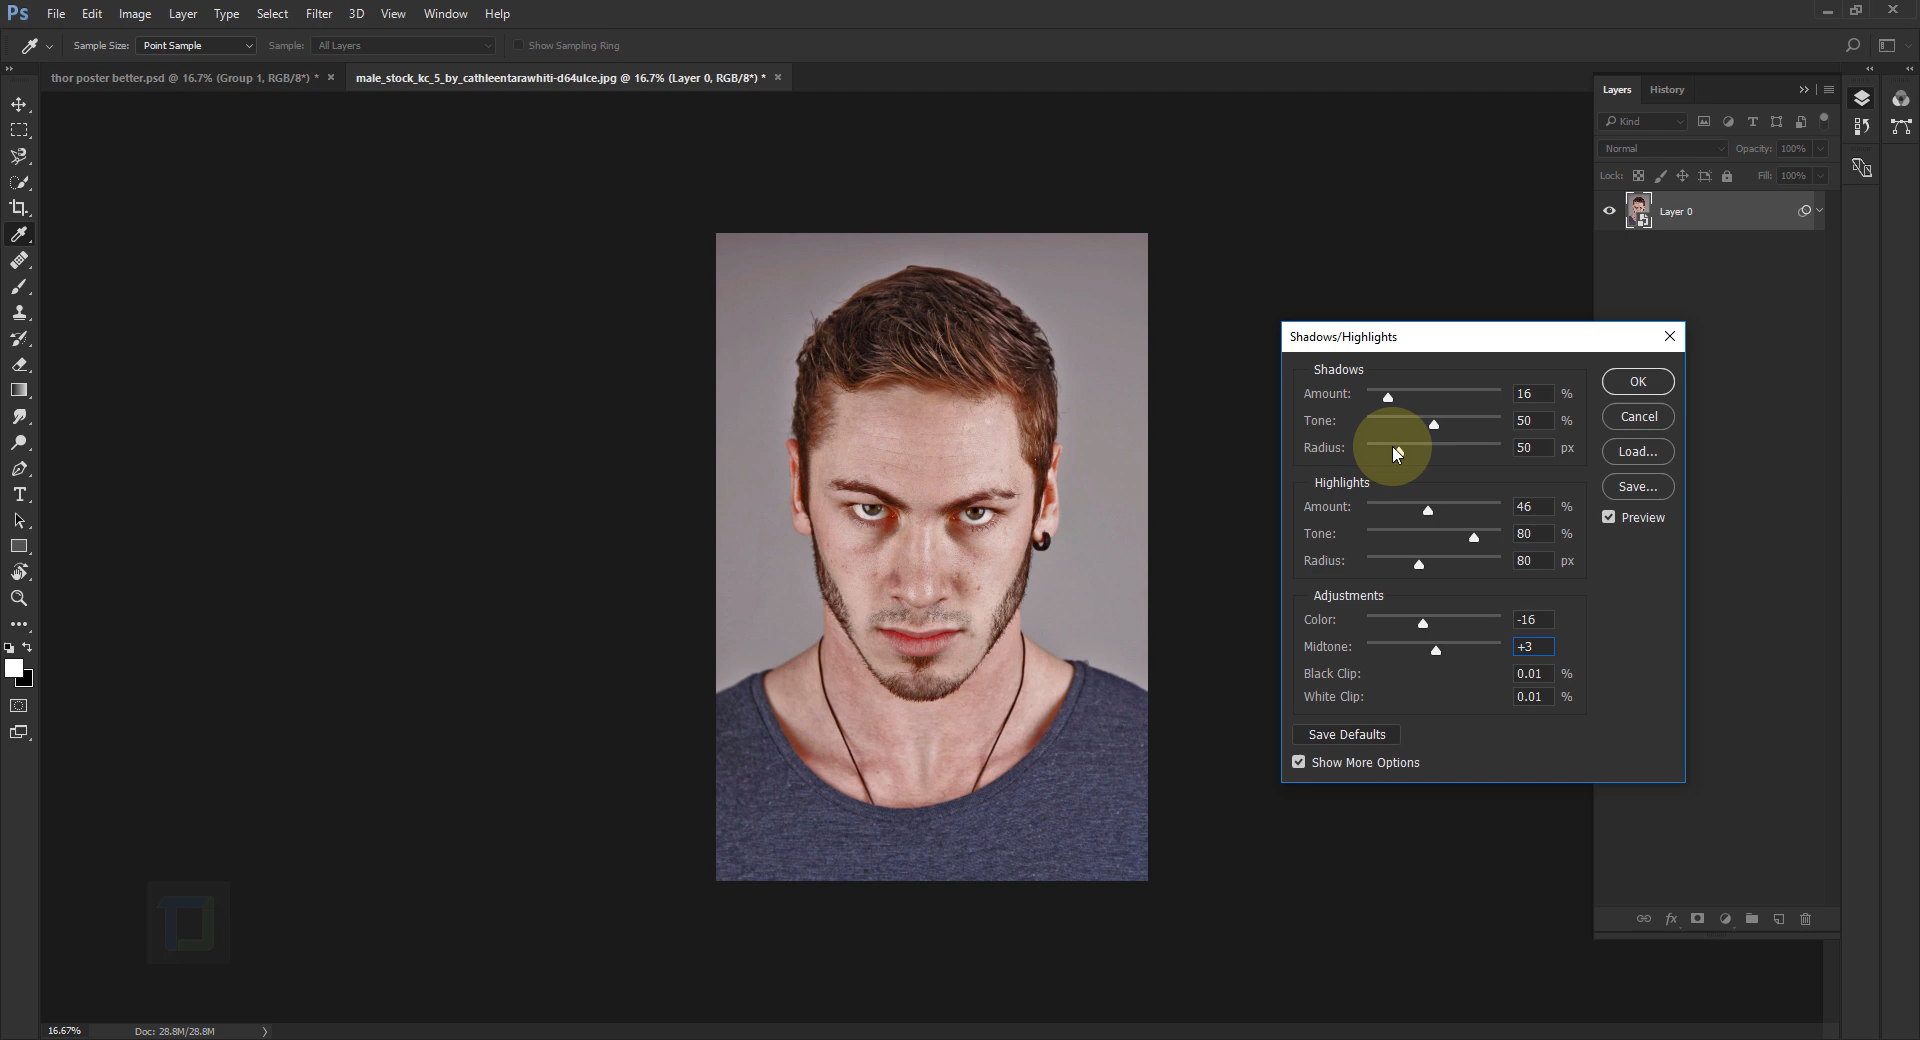 Ps File Edit Image Layer Type Select Filter 3D View Window Help
Sample Size: Point Sample Sample: All Layers Show Sampling Ring
thor poster better.psd @ 16.7% (Group 1, RGB/8*) * × male_stock_kc_5_by_cathleentarawhiti-d64ulce.jpg @ 16.7% (Layer 0, RGB/8*) * ×
Layers History
Kind
Normal Opacity: 100%
Lock: Fill: 100%
Layer 0
Shadows/Highlights
Shadows
Amount: 16 %
Tone: 50 %
Radius: 50 px
Highlights
Amount: 46 %
Tone: 80 %
Radius: 80 px
Adjustments
Color: -16
Midtone: +3
Black Clip: 0.01 %
White Clip: 0.01 %
Save Defaults
Show More Options
OK
Cancel
Load...
Save...
Preview
16.67% Doc: 28.8M/28.8M